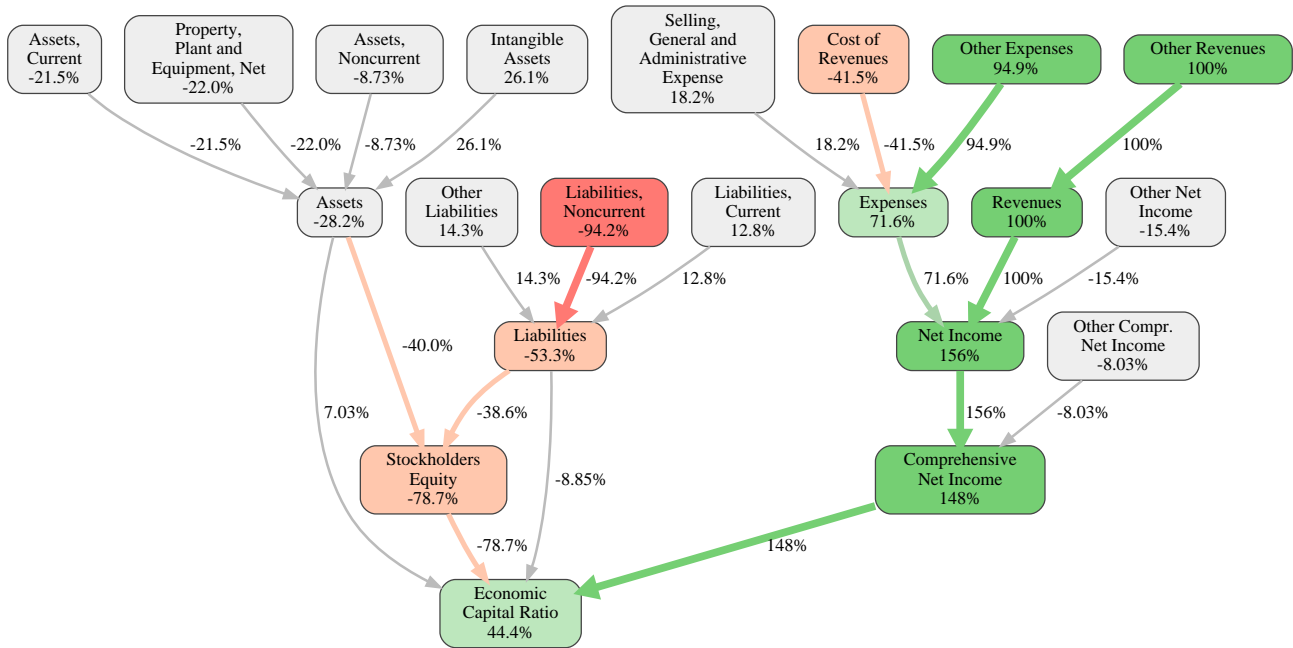 Assets,
Current
-21.5%
Property,
Plant and
Equipment, Net
-22.0%
Assets,
Noncurrent
-8.73%
Intangible
Assets
26.1%
Selling,
General and
Administrative
Expense
18.2%
Cost of
Revenues
-41.5%
Other Expenses
94.9%
Other Revenues
100%
-21.5%
-22.0%
-8.73%
26.1%
18.2%
-41.5%
94.9%
100%
Assets
-28.2%
Other
Liabilities
14.3%
Liabilities,
Noncurrent
-94.2%
Liabilities,
Current
12.8%
Expenses
71.6%
Revenues
100%
Other Net
Income
-15.4%
14.3%
-94.2%
12.8%
71.6%
100%
-15.4%
-40.0%
Liabilities
-53.3%
Net Income
156%
Other Compr.
Net Income
-8.03%
7.03%
-38.6%
156%
-8.03%
Stockholders
Equity
-78.7%
-8.85%
Comprehensive
Net Income
148%
-78.7%
148%
Economic
Capital Ratio
44.4%